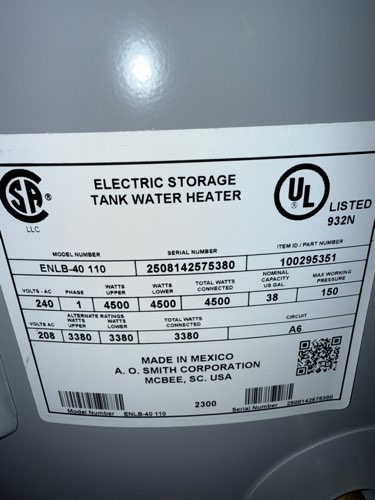 SA
LLC
ELECTRIC STORAGE
TANK WATER HEATER
UL
LISTED
932N
MODEL NUMBER SERIAL NUMBER ITEM ID / PART NUMBER
ENLB-40 110 2508142575380 100295351
VOLTS - AC PHASE WATTS UPPER WATTS LOWER TOTAL WATTS CONNECTED NOMINAL CAPACITY US GAL MAX WORKING PRESSURE
240 1 4500 4500 4500 38 150
VOLTS - AC ALTERNATE RATINGS WATTS UPPER WATTS LOWER TOTAL WATTS CONNECTED CIRCUIT
208 3380 3380 3380 A6
MADE IN MEXICO
A. O. SMITH CORPORATION
MCBEE, SC. USA
2300
Model Number ENLB-40 110 Serial Number 2508142575380